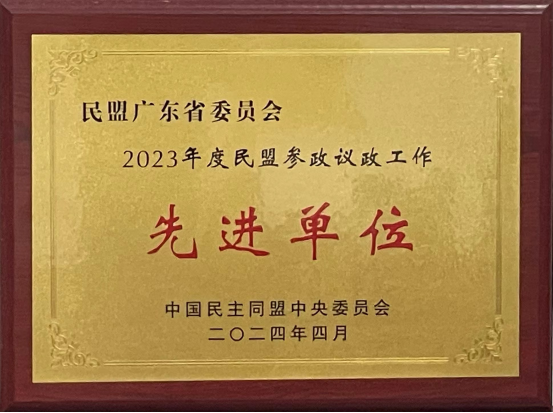 民盟广东省委员会
2023年度民盟参政议政工作
先进单位
中国民主同盟中央委员会
二〇二四年四月